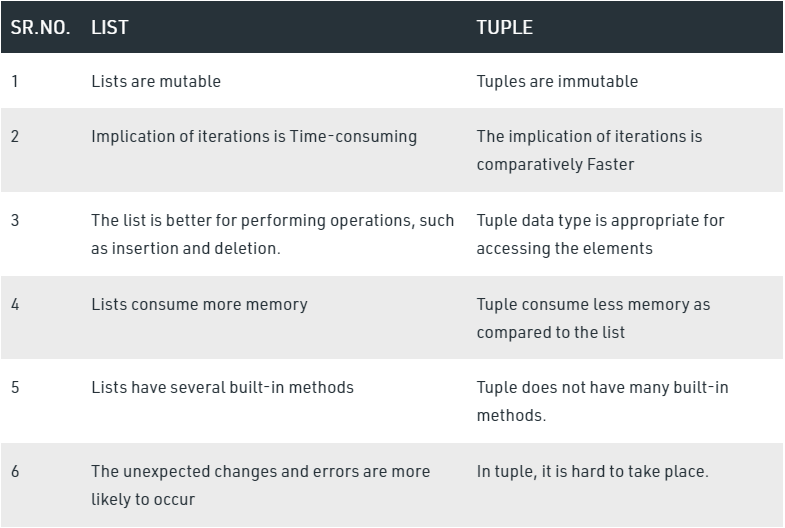 SR.NO. LIST TUPLE
1 Lists are mutable Tuples are immutable
2 Implication of iterations is Time-consuming The implication of iterations is
comparatively Faster
3 The list is better for performing operations, such Tuple data type is appropriate for
as insertion and deletion. accessing the elements
4 Lists consume more memory Tuple consume less memory as
compared to the list
5 Lists have several built-in methods Tuple does not have many built-in
methods.
6 The unexpected changes and errors are more In tuple, it is hard to take place.
likely to occur